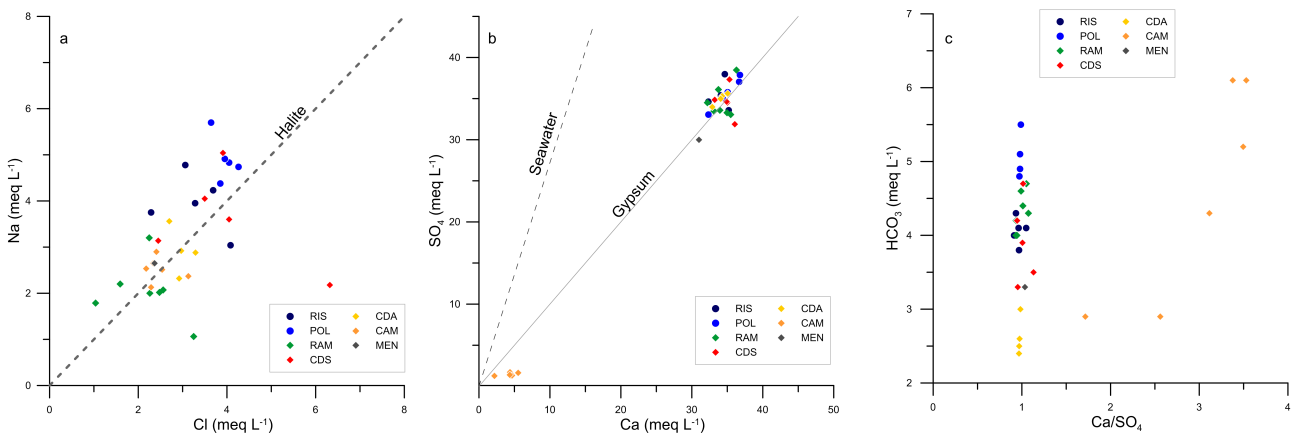 a
8
6
4
2
0
0
2
4
6
8
Na (meq L⁻¹)
Cl (meq L⁻¹)
Halite
RIS
POL
RAM
CDS
CDA
CAM
MEN
b
40
30
20
10
0
10
20
30
40
50
SO₄ (meq L⁻¹)
Ca (meq L⁻¹)
Seawater
Gypsum
RIS
POL
RAM
CDS
CDA
CAM
MEN
c
7
6
5
4
3
2
0
1
2
3
4
HCO₃ (meq L⁻¹)
Ca/SO₄
RIS
POL
RAM
CDS
CDA
CAM
MEN